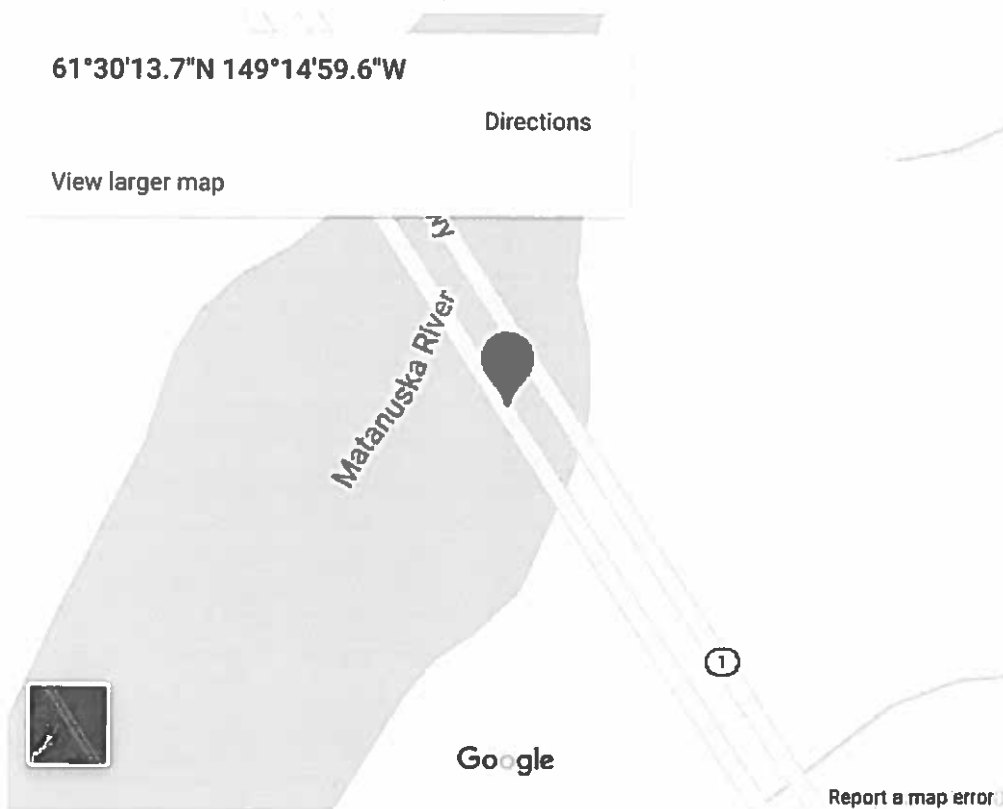 61°30'13.7"N 149°14'59.6"W
Directions
View larger map
Matanuska River
1
Google
Report a map error